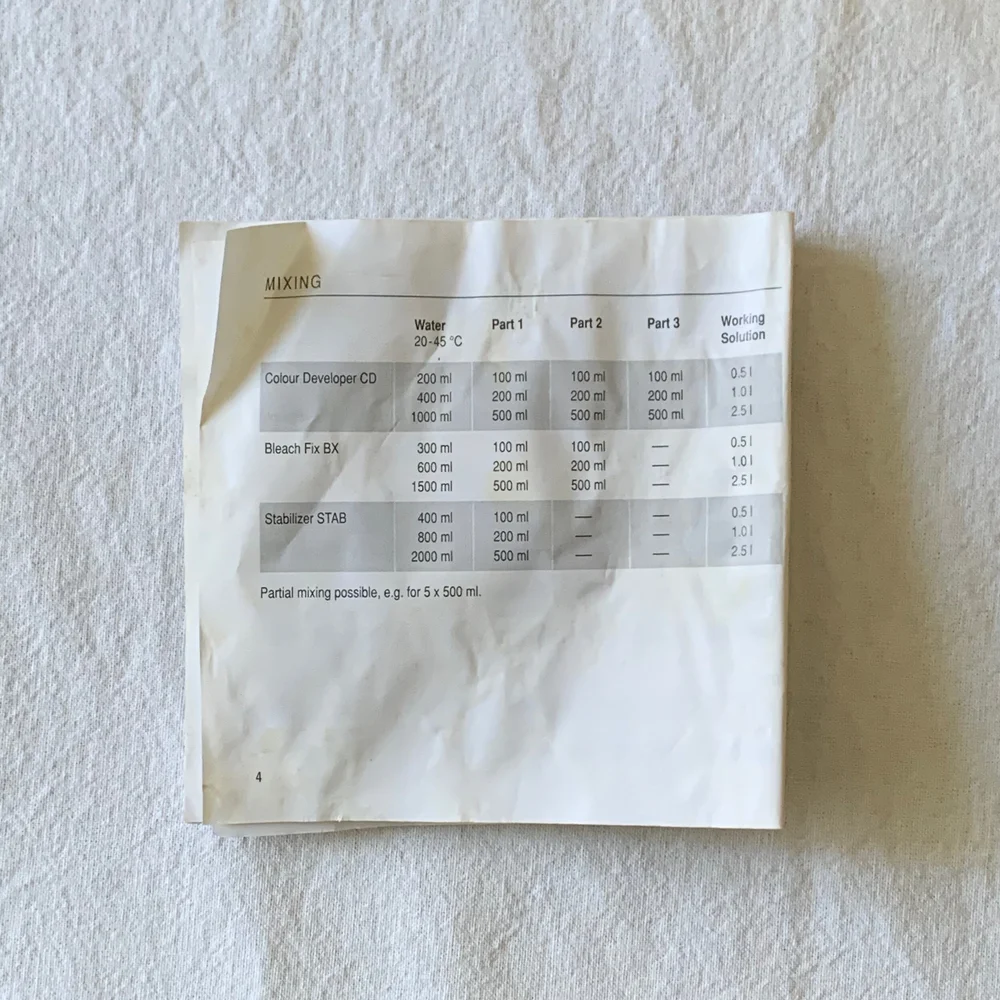 MIXING
Water Part 1 Part 2 Part 3 Working
20-45 °C Solution
Colour Developer CD 200 ml 100 ml 100 ml 100 ml 0.5 l
400 ml 200 ml 200 ml 200 ml 1.0 l
1000 ml 500 ml 500 ml 500 ml 2.5 l
Bleach Fix BX 300 ml 100 ml 100 ml — 0.5 l
600 ml 200 ml 200 ml — 1.0 l
1500 ml 500 ml 500 ml — 2.5 l
Stabilizer STAB 400 ml 100 ml — — 0.5 l
800 ml 200 ml — — 1.0 l
2000 ml 500 ml — — 2.5 l
Partial mixing possible, e.g. for 5 x 500 ml.
4